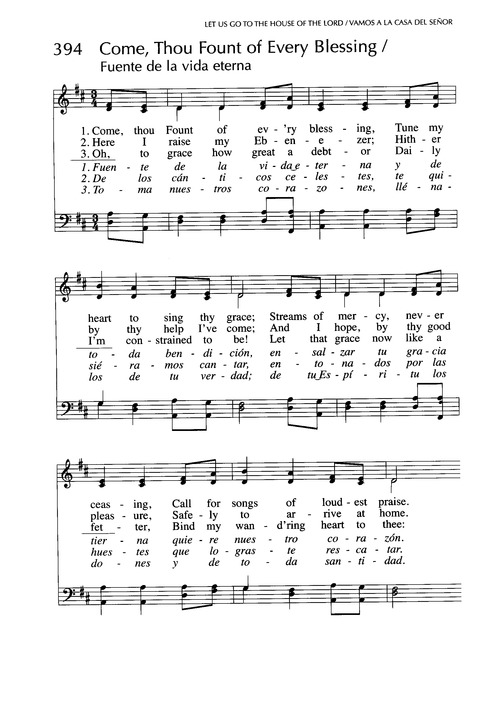 LET US GO TO THE HOUSE OF THE LORD / VAMOS A LA CASA DEL SEÑOR
394 Come, Thou Fount of Every Blessing /
Fuente de la vida eterna
1. Come, thou Fount of ev - 'ry bless - ing, Tune my
2. Here I raise my Eb - en - e - zer; Hith - er
3. Oh, to grace how great a debt - or Dai - ly
1. Fuen - te de la vi - da e - ter - na y de
2. De los cán - ti - cos ce - les - tes, te qui -
3. To - ma nues - tros co - ra - zo - nes, llé - na -
heart to sing thy grace; Streams of mer - cy, nev - er
by thy help I've come; And I hope, by thy good
I'm con - strained to be! Let that grace now like a
to - da ben - di - ción, en - sal - zar tu gra - cia
sié - ra - mos can - tar, en - to - na - dos por las
los de tu ver - dad; de tu Es - pí - ri - tu los
ceas - ing, Call for songs of loud - est praise.
pleas - ure, Safe - ly to ar - rive at home.
fet - ter, Bind my wan - d'ring heart to thee:
tier - na quie - re nues - tro co - ra - zón.
hues - tes que lo - gras - te res - ca - tar.
do - nes y de to - da san - ti - dad.